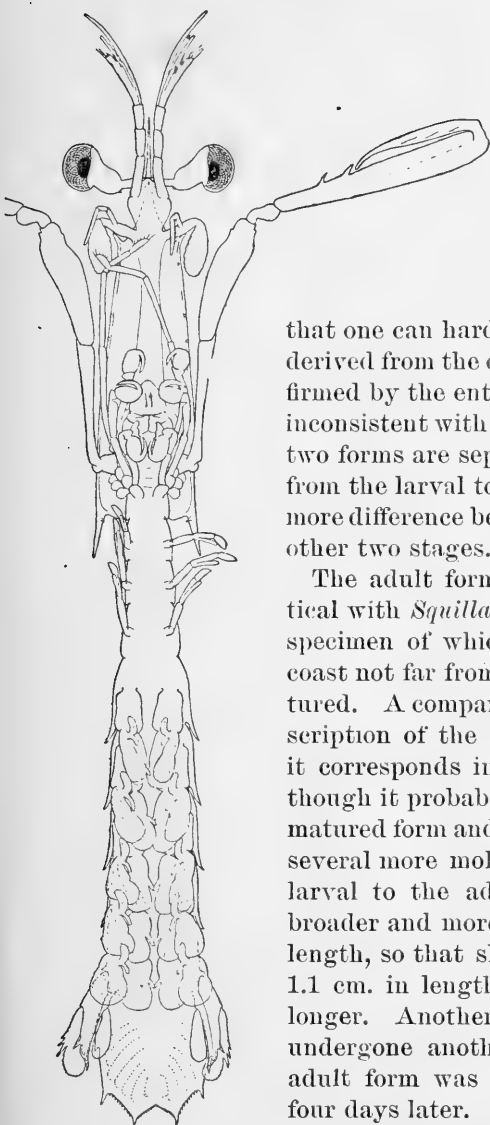 that one can hard
derived from the
firmed by the ent
inconsistent with
two forms are sep
from the larval to
more difference be
other two stages.
The adult form
tical with Squilla
specimen of whic
coast not far from
tured. A compar
scription of the
it corresponds in
though it probab
matured form and
several more mol
larval to the ad
broader and more
length, so that sl
1.1 cm. in length
longer. Another
undergone anoth
adult form was
four days later.